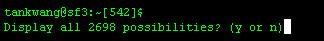 tankwang@sf3:~[542]$
Display all 2698 possibilities? (y or n)